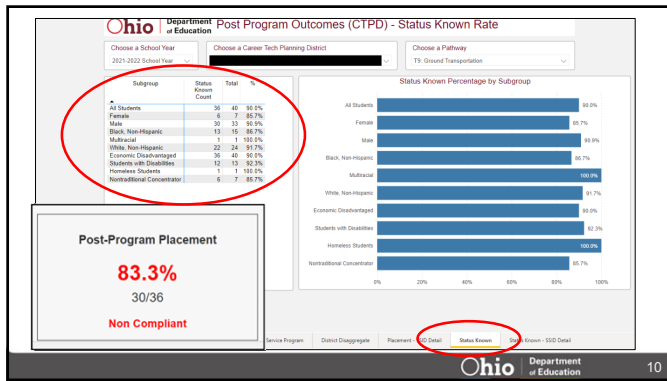 Ohio Department of Education Post Program Outcomes (CTPD) - Status Known Rate
Choose a School Year
2021-2022 School Year
Choose a Career Tech Planning District
Choose a Pathway
T9: Ground Transportation
Subgroup Status Known Count Total %
All Students 36 40 90.0%
Female 6 7 85.7%
Male 30 33 90.9%
Black, Non-Hispanic 13 15 86.7%
Multiracial 1 1 100.0%
White, Non-Hispanic 22 24 91.7%
Economic Disadvantaged 36 40 90.0%
Students with Disabilities 12 13 92.3%
Homeless Students 1 1 100.0%
Nontraditional Concentrator 6 7 85.7%
Status Known Percentage by Subgroup
All Students 90.0%
Female 85.7%
Male 90.9%
Black, Non-Hispanic 86.7%
Multiracial 100.0%
White, Non-Hispanic 91.7%
Economic Disadvantaged 90.0%
Students with Disabilities 92.3%
Homeless Students 100.0%
Nontraditional Concentrator 85.7%
0% 20% 40% 60% 80% 100%
Post-Program Placement
83.3%
30/36
Non Compliant
Service Program District Disaggregate Placement - SSID Detail Status Known Status Known - SSID Detail
Ohio Department of Education
10